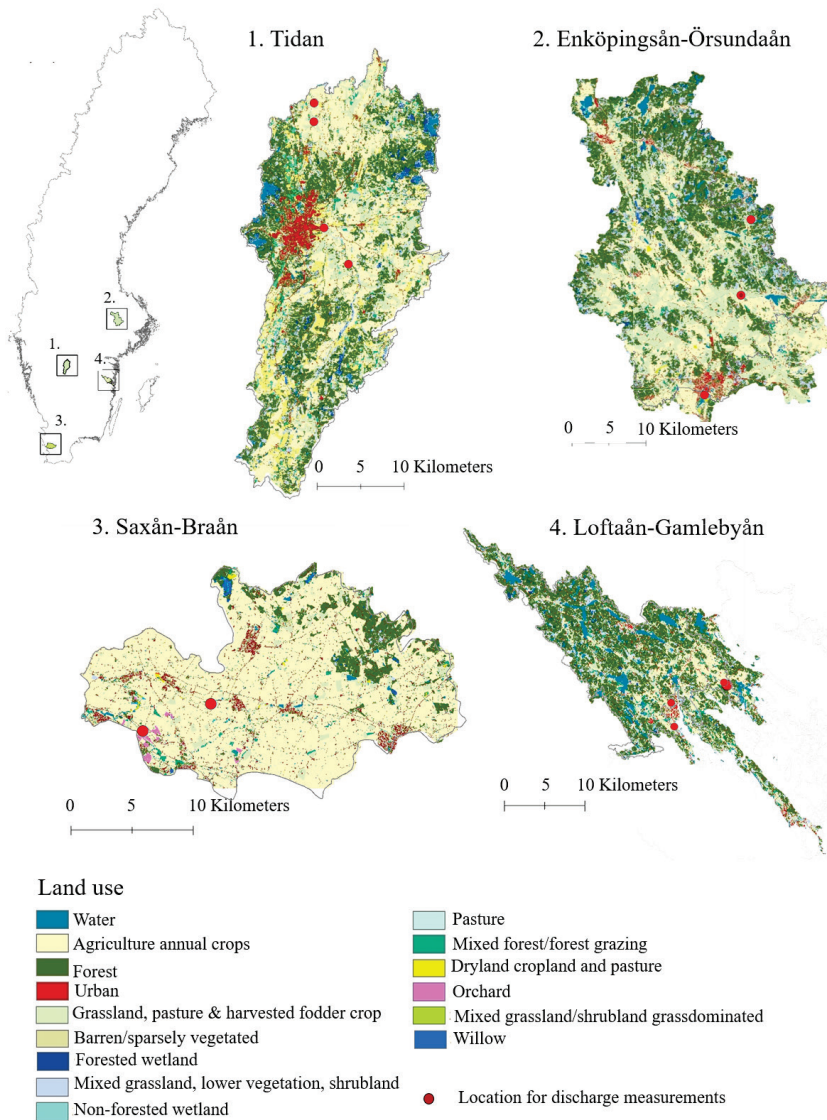 1. Tidan
2. Enköpingsån-Örsundaån
2.
1.
4.
3.
0 5 10 Kilometers
0 5 10 Kilometers
3. Saxån-Braån
4. Loftaån-Gamlebyån
0 5 10 Kilometers
0 5 10 Kilometers
Land use
Water
Agriculture annual crops
Forest
Urban
Grassland, pasture & harvested fodder crop
Barren/sparsely vegetated
Forested wetland
Mixed grassland, lower vegetation, shrubland
Non-forested wetland
Pasture
Mixed forest/forest grazing
Dryland cropland and pasture
Orchard
Mixed grassland/shrubland grassdominated
Willow
Location for discharge measurements